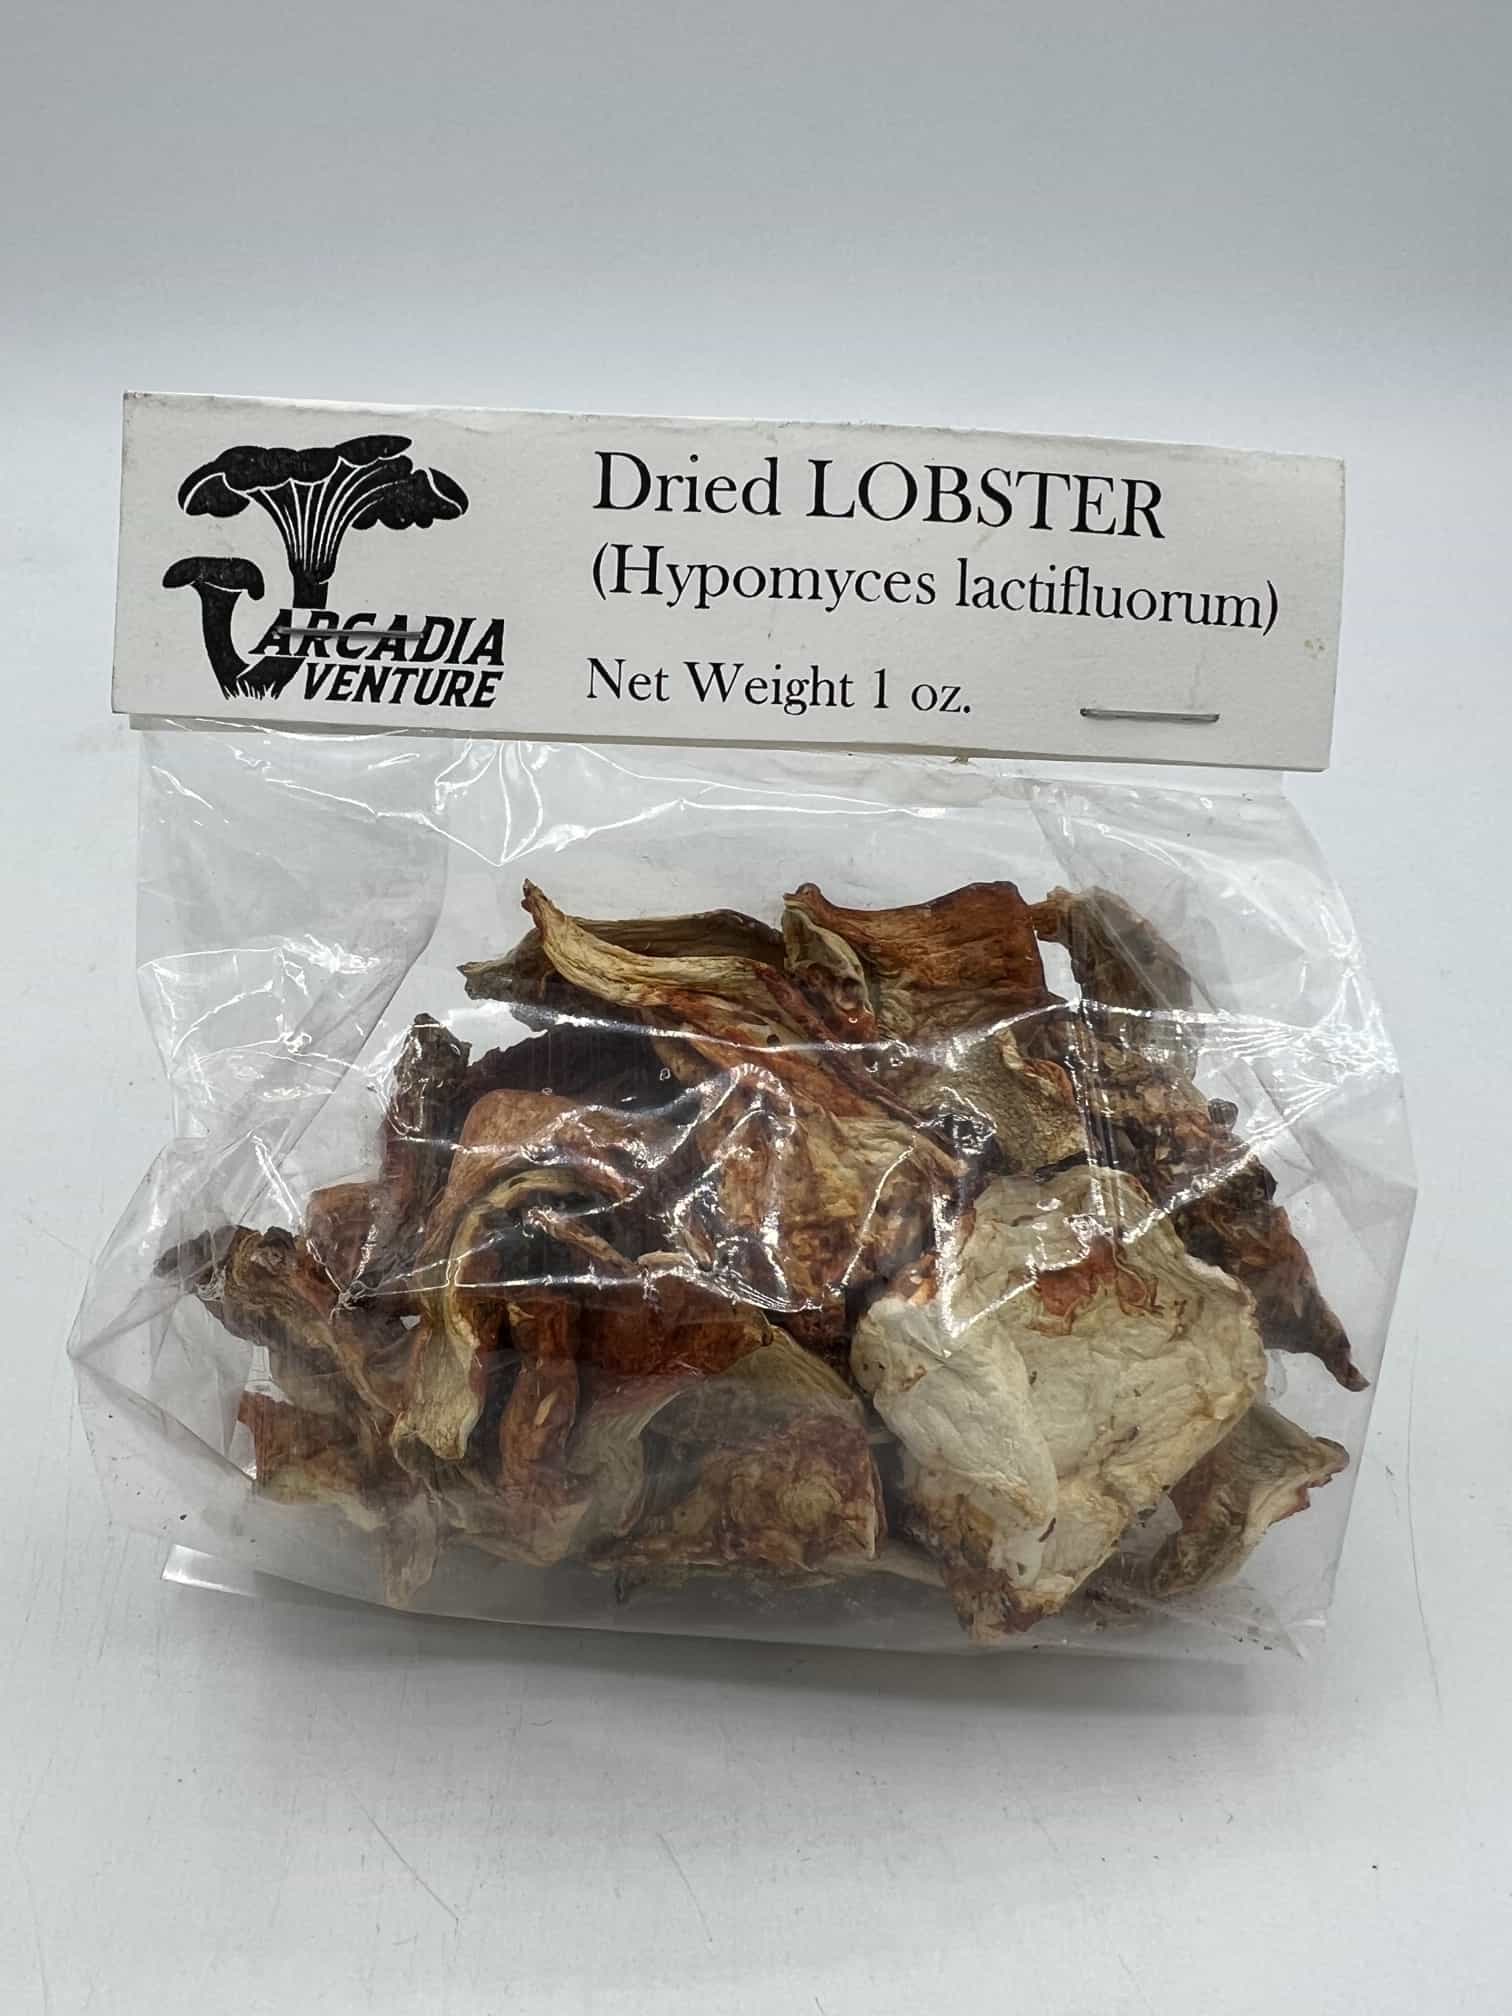 ARCADIA
VENTURE
Dried LOBSTER
(Hypomyces lactifluorum)
Net Weight 1 oz.